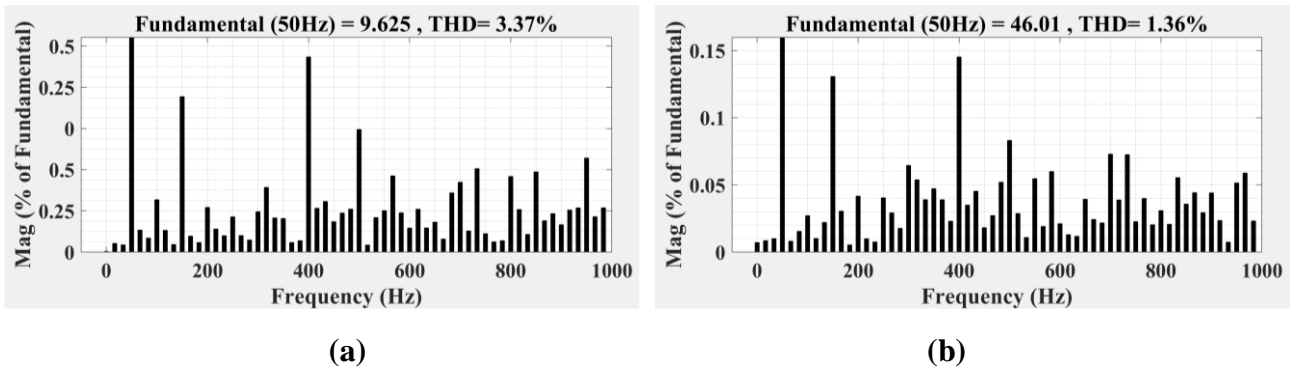 Fundamental (50Hz) = 9.625 , THD= 3.37%
Mag (% of Fundamental)
0.5
0.25
0
0.5
0.25
0
0 200 400 600 800 1000
Frequency (Hz)
(a)
Fundamental (50Hz) = 46.01 , THD= 1.36%
Mag (% of Fundamental)
0.15
0.1
0.05
0
0 200 400 600 800 1000
Frequency (Hz)
(b)